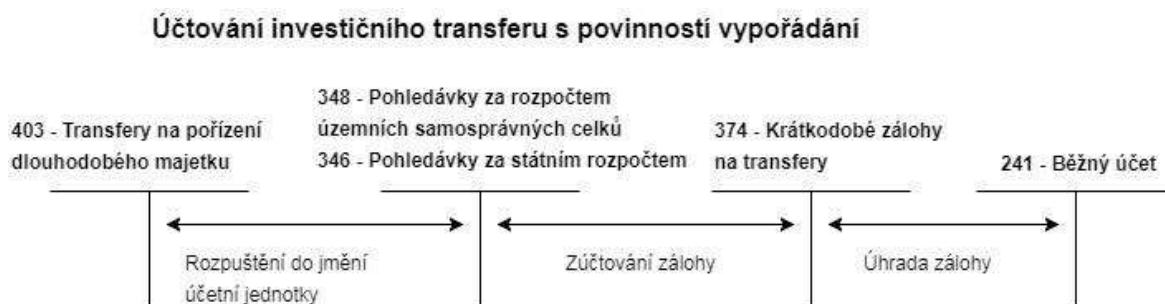 Účtování investičního transferu s povinností vypořádání
403 - Transfery na pořízení
dlouhodobého majetku
348 - Pohledávky za rozpočtem
územních samosprávných celků
346 - Pohledávky za státním rozpočtem
374 - Krátkodobé zálohy
na transfery
241 - Běžný účet
Rozpuštění do jmění
účetní jednotky
Zúčtování zálohy
Úhrada zálohy